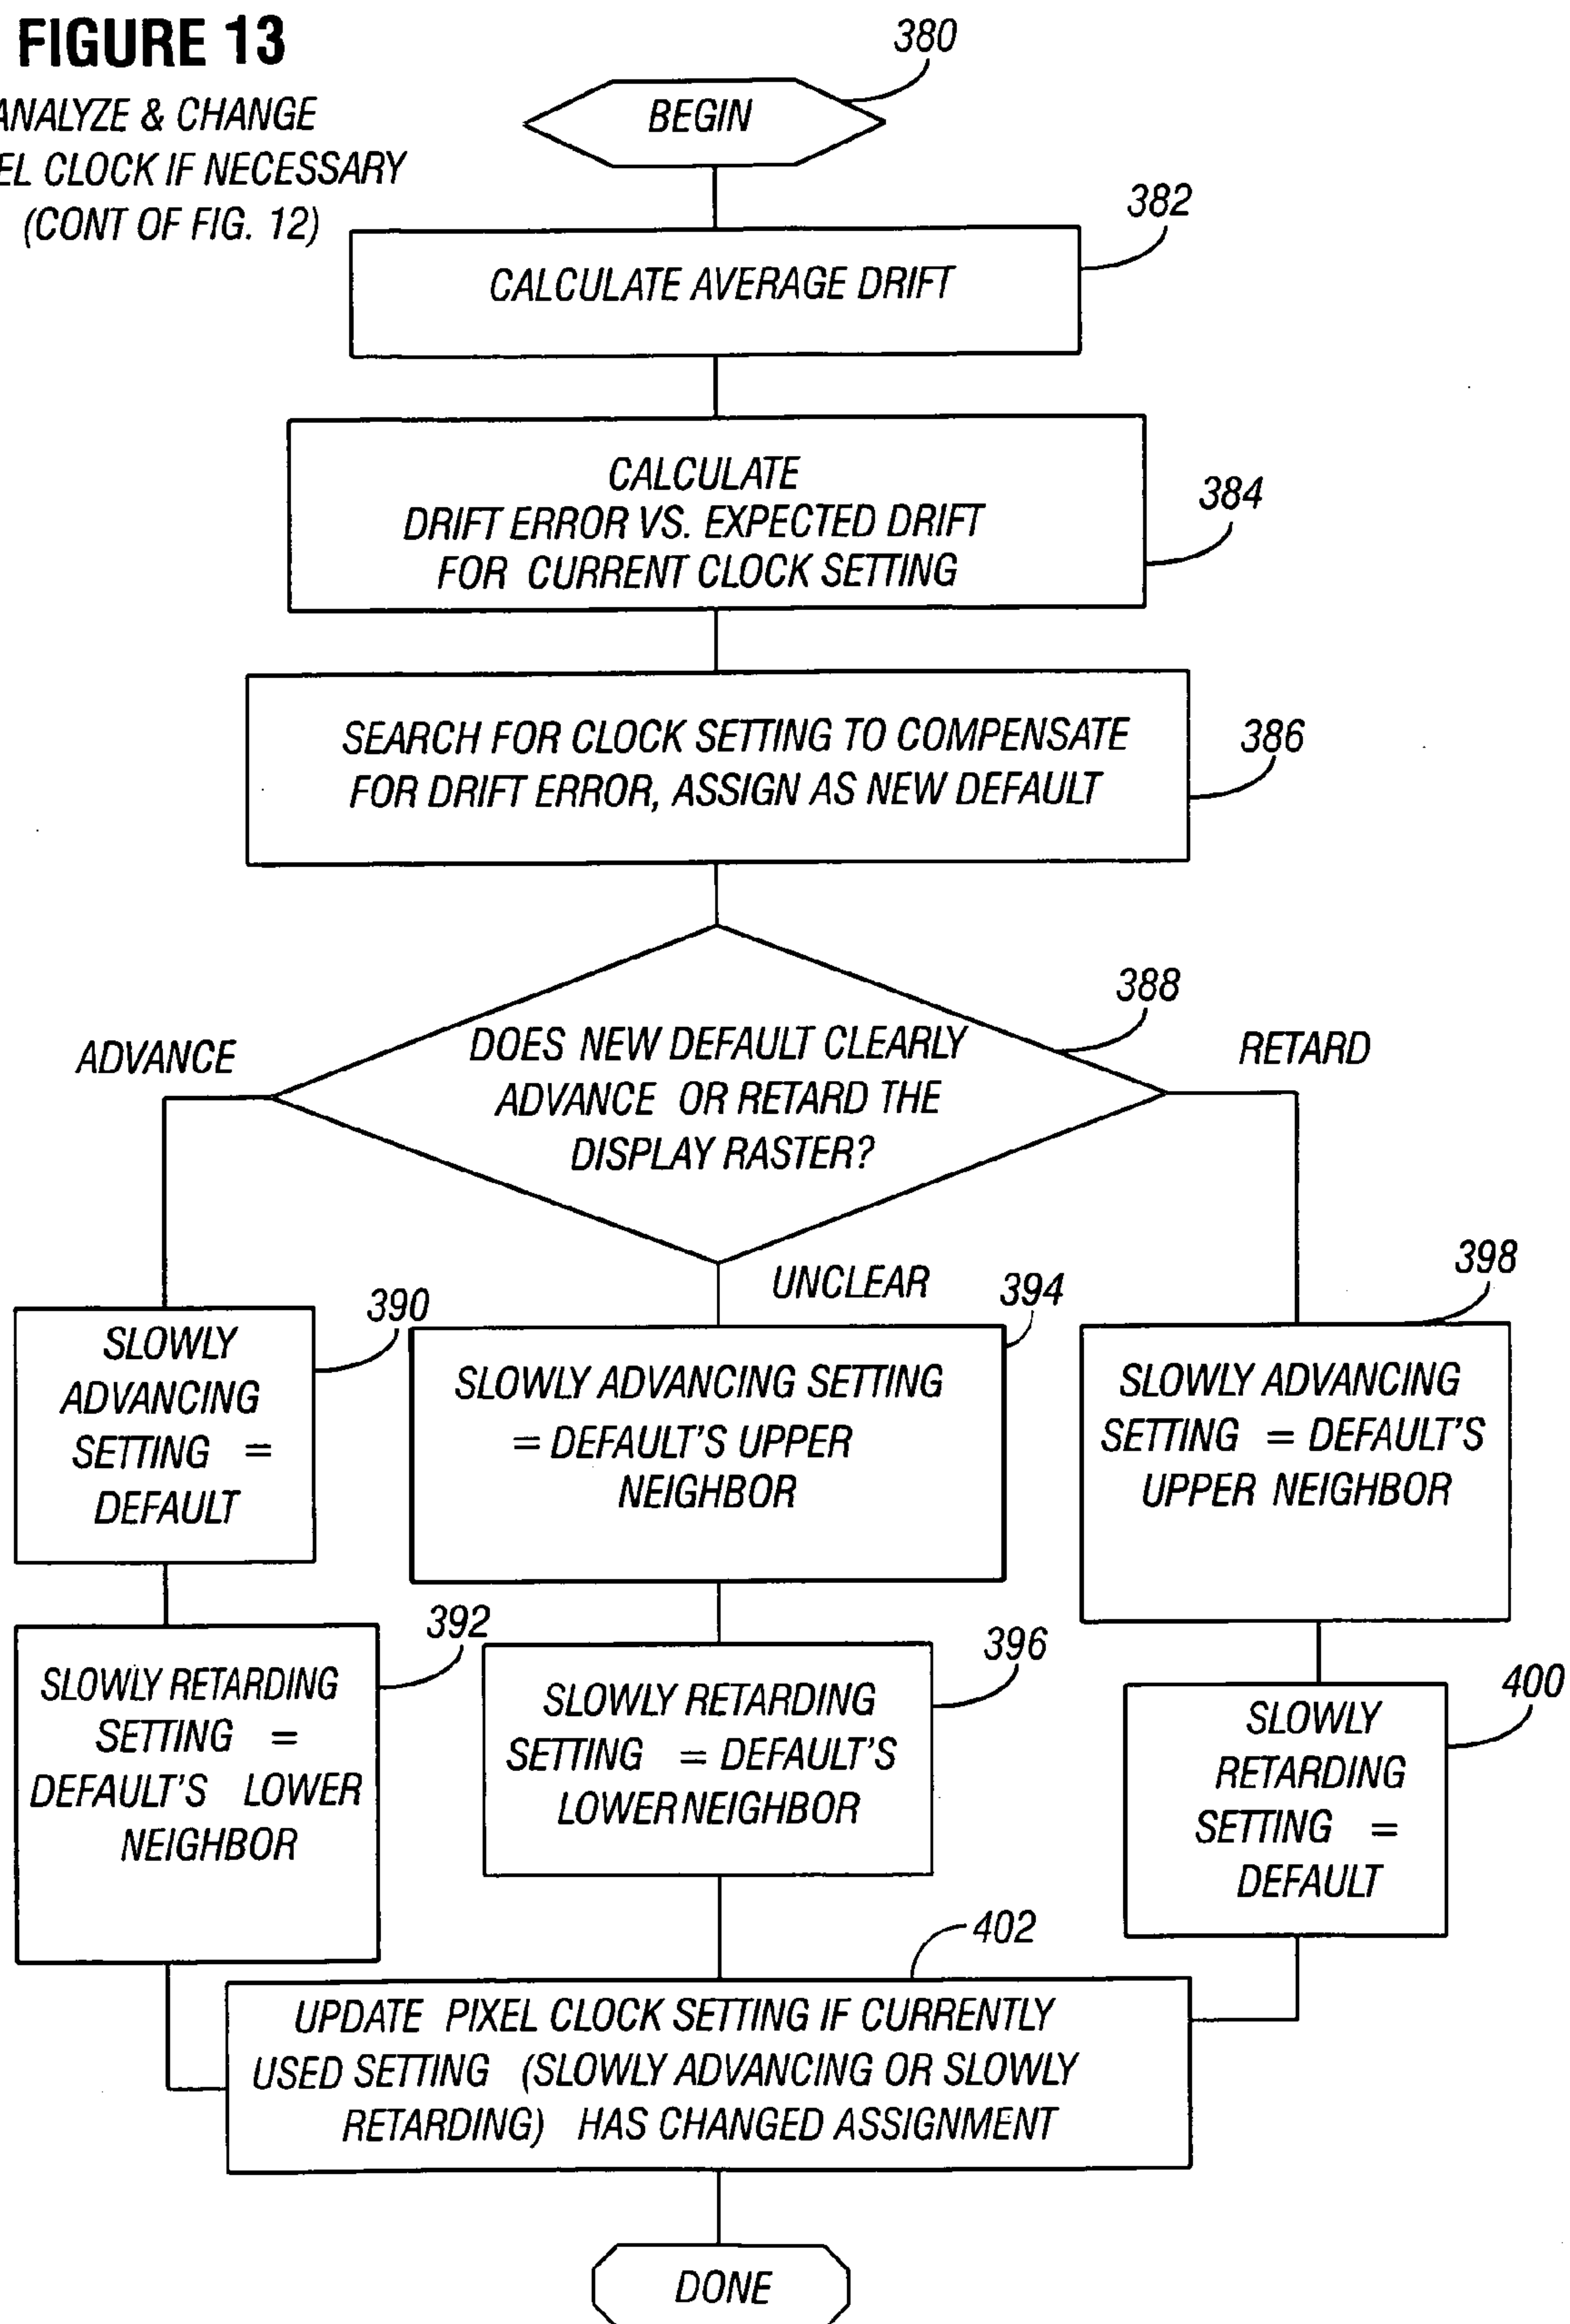 FIGURE 13
ANALYZE & CHANGE
EL CLOCK IF NECESSARY
(CONT OF FIG. 12)
380
BEGIN
382
CALCULATE AVERAGE DRIFT
384
CALCULATE
DRIFT ERROR VS. EXPECTED DRIFT
FOR CURRENT CLOCK SETTING
386
SEARCH FOR CLOCK SETTING TO COMPENSATE
FOR DRIFT ERROR, ASSIGN AS NEW DEFAULT
388
DOES NEW DEFAULT CLEARLY
ADVANCE OR RETARD THE
DISPLAY RASTER?
ADVANCE
RETARD
UNCLEAR
390
SLOWLY
ADVANCING
SETTING =
DEFAULT
394
SLOWLY ADVANCING SETTING
= DEFAULT'S UPPER
NEIGHBOR
398
SLOWLY ADVANCING
SETTING = DEFAULT'S
UPPER NEIGHBOR
392
SLOWLY RETARDING
SETTING =
DEFAULT'S LOWER
NEIGHBOR
396
SLOWLY RETARDING
SETTING = DEFAULT'S
LOWER NEIGHBOR
400
SLOWLY
RETARDING
SETTING =
DEFAULT
402
UPDATE PIXEL CLOCK SETTING IF CURRENTLY
USED SETTING (SLOWLY ADVANCING OR SLOWLY
RETARDING) HAS CHANGED ASSIGNMENT
DONE